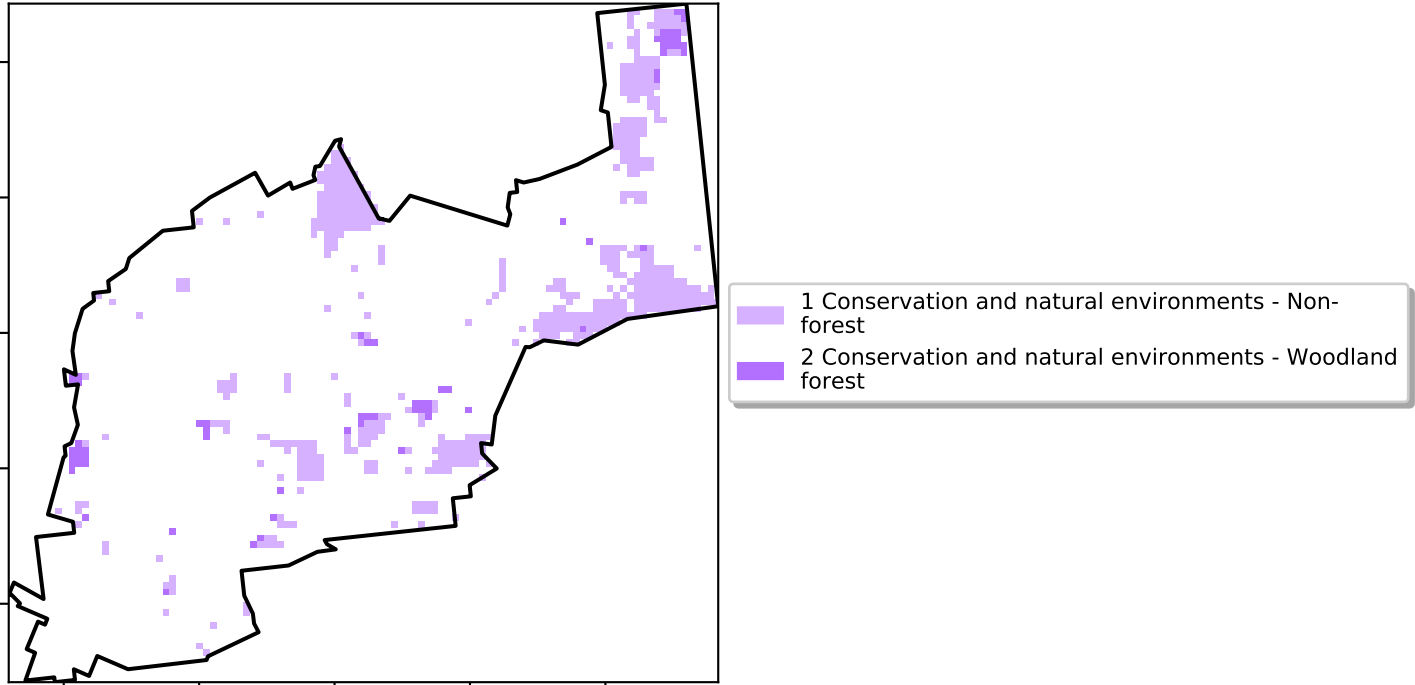 1 Conservation and natural environments - Non-
forest
2 Conservation and natural environments - Woodland
forest